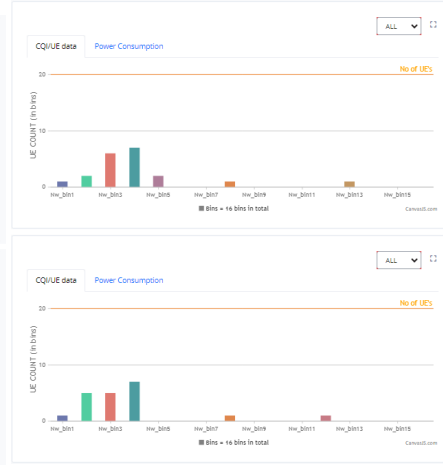 ALL
CQI/UE data Power Consumption
No of UE's
20
10
0
UE COUNT (in bins)
Nw_bin1 Nw_bin3 Nw_bin5 Nw_bin7 Nw_bin9 Nw_bin11 Nw_bin13 Nw_bin15
Bins = 16 bins in total
CanvasJS.com
ALL
CQI/UE data Power Consumption
No of UE's
20
10
0
UE COUNT (in bins)
Nw_bin1 Nw_bin3 Nw_bin5 Nw_bin7 Nw_bin9 Nw_bin11 Nw_bin13 Nw_bin15
Bins = 16 bins in total
CanvasJS.com